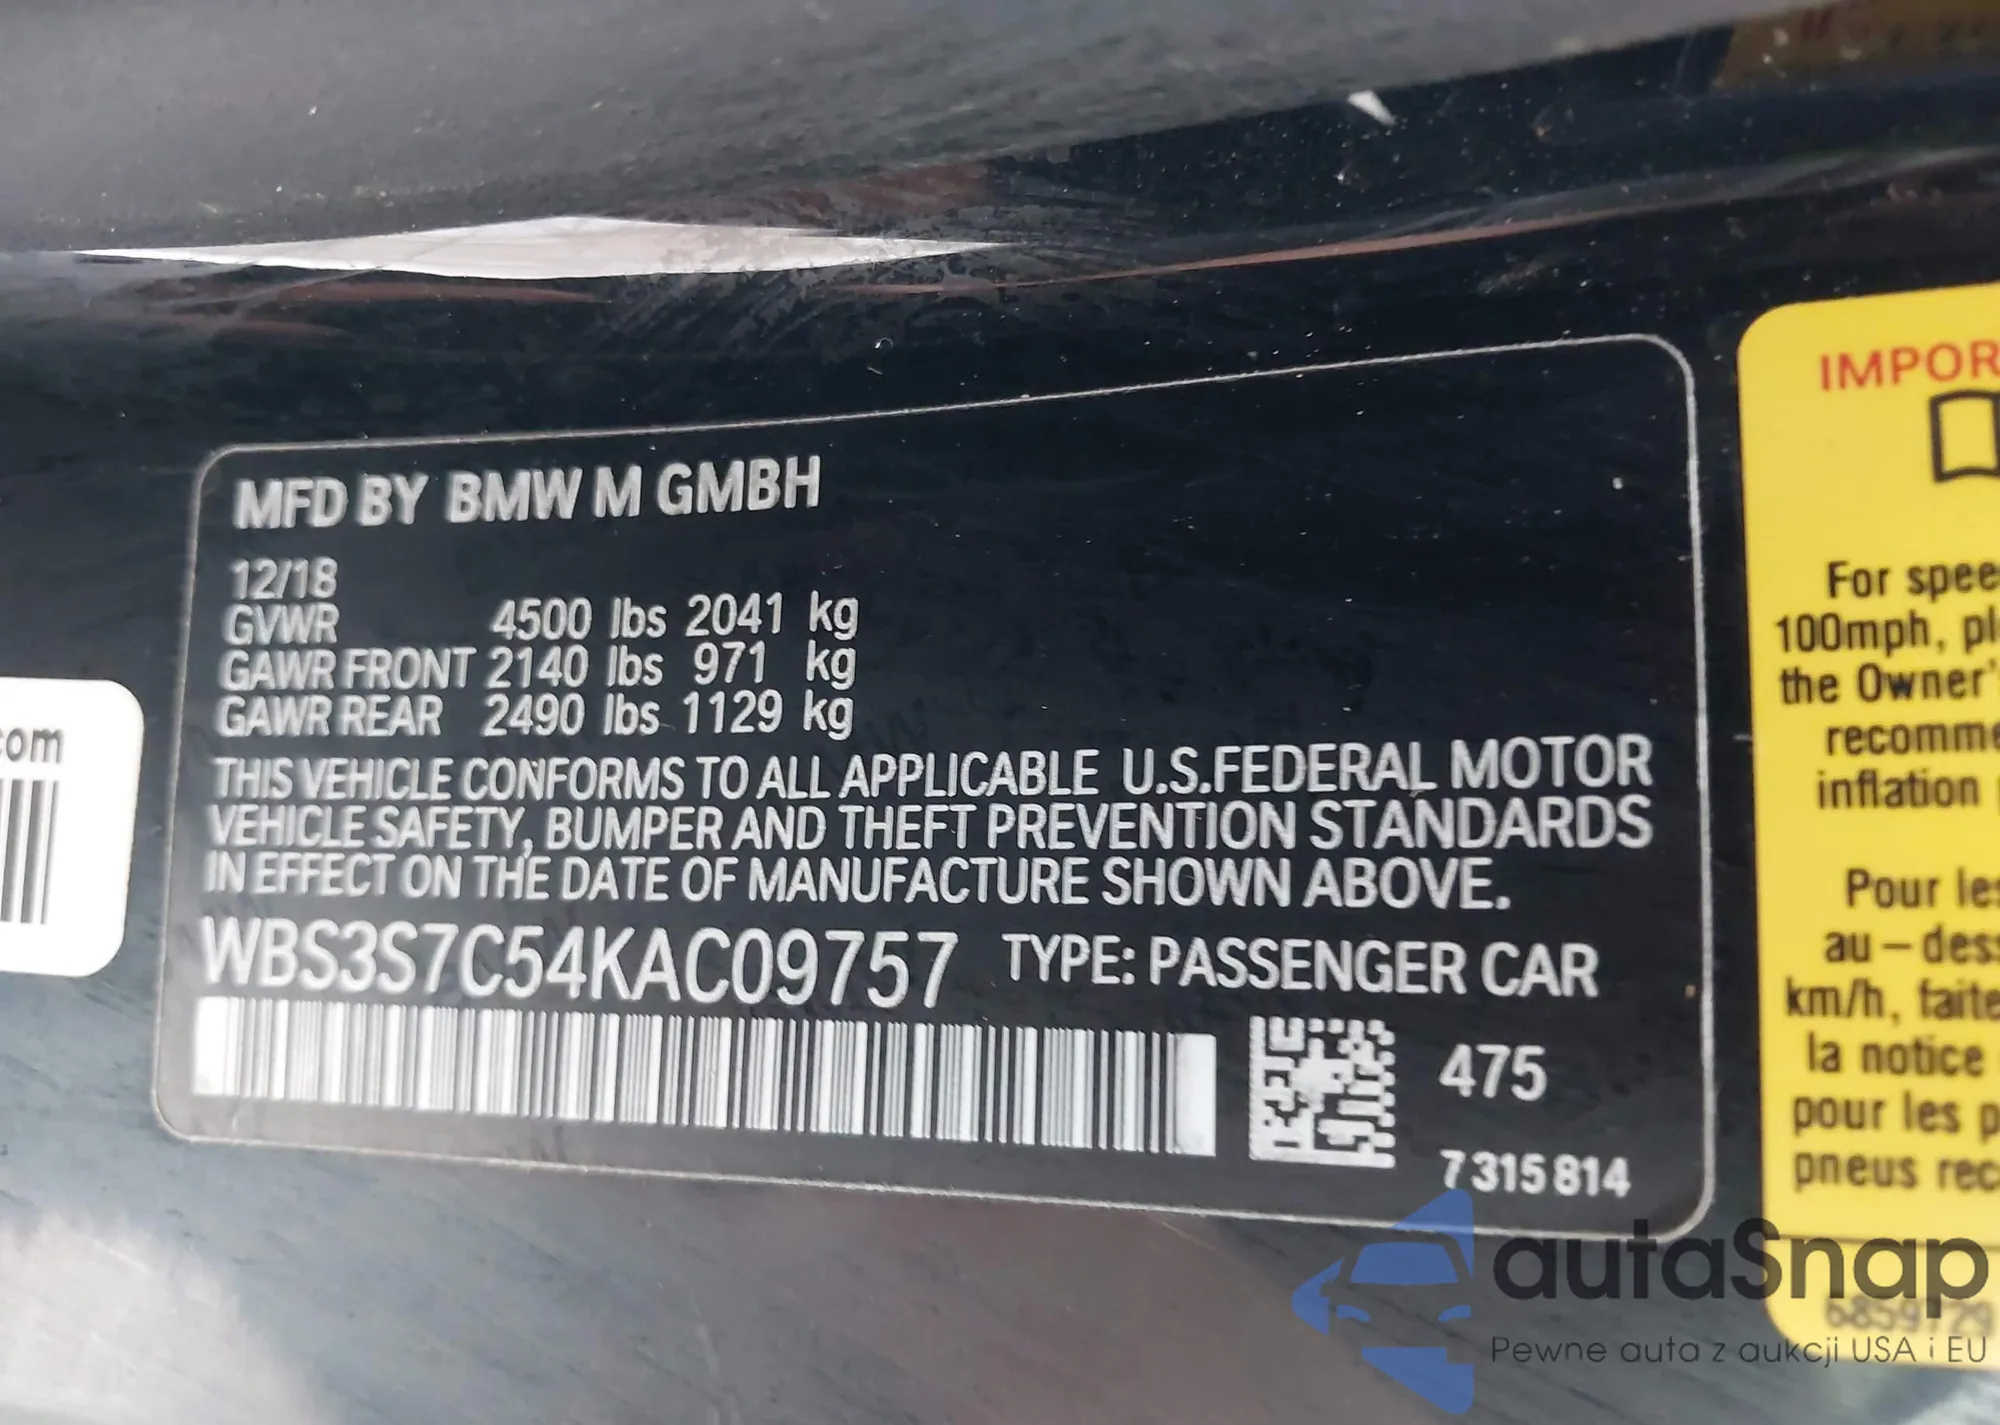 MFD BY BMW M GMBH
12/18
GVWR 4500 lbs 2041 kg
GAWR FRONT 2140 lbs 971 kg
GAWR REAR 2490 lbs 1129 kg
THIS VEHICLE CONFORMS TO ALL APPLICABLE U.S.FEDERAL MOTOR
VEHICLE SAFETY, BUMPER AND THEFT PREVENTION STANDARDS
IN EFFECT ON THE DATE OF MANUFACTURE SHOWN ABOVE.
WBS3S7C54KAC09757 TYPE: PASSENGER CAR
475
7315814
com
IMPOR
For spee
100mph, pl
the Owner'
recomme
inflation
Pour les
au-dess
km/h, faite
la notice
pour les p
pneus rec
autaSnap
Pewne auta z aukcji USA i EU